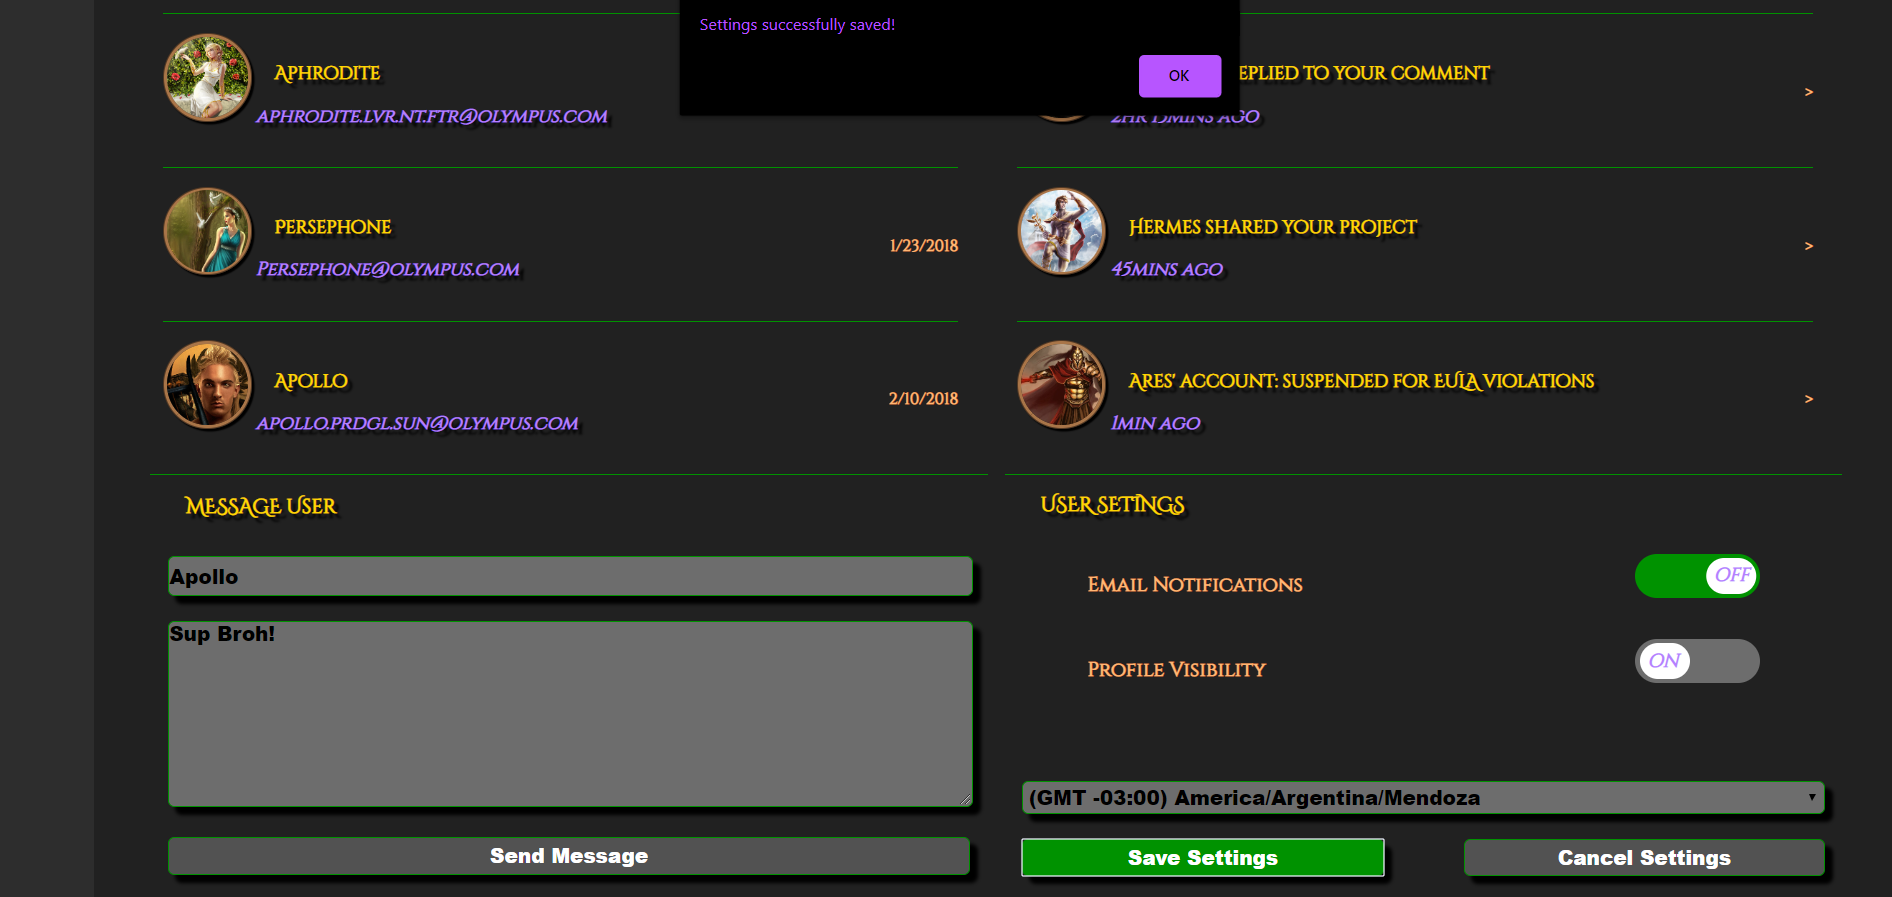 Settings successfully saved!
OK
Aphrodite
aphrodite.lvr.nt.ftr@olympus.com
eplied to your comment
2hr 15mins ago
>
Persephone
Persephone@olympus.com
1/23/2018
Hermes shared your project
45mins ago
>
Apollo
apollo.prdgl.sun@olympus.com
2/10/2018
Ares' account: suspended for EULA violations
1min ago
>
MESSAGE USER
Apollo
Sup Broh!
Send Message
USER SETINGS
Email Notifications
OFF
Profile Visibility
ON
(GMT -03:00) America/Argentina/Mendoza
Save Settings
Cancel Settings